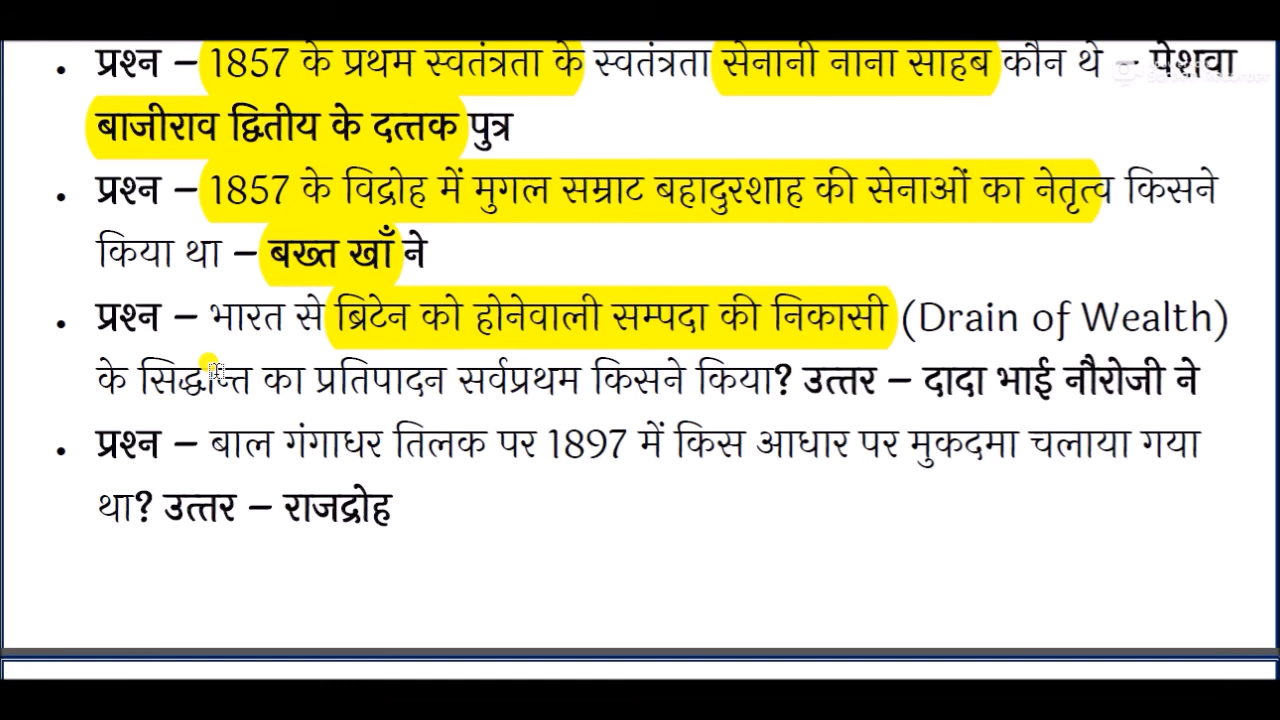 • प्रश्न – 1857 के प्रथम स्वतंत्रता के स्वतंत्रता सेनानी नाना साहब कौन थे – पेशवा
बाजीराव द्वितीय के दत्तक पुत्र
• प्रश्न – 1857 के विद्रोह में मुगल सम्राट बहादुरशाह की सेनाओं का नेतृत्व किसने
किया था – बख्त खाँ ने
• प्रश्न – भारत से ब्रिटेन को होनेवाली सम्पदा की निकासी (Drain of Wealth)
के सिद्धान्त का प्रतिपादन सर्वप्रथम किसने किया? उत्तर – दादा भाई नौरोजी ने
• प्रश्न – बाल गंगाधर तिलक पर 1897 में किस आधार पर मुकदमा चलाया गया
था? उत्तर – राजद्रोह